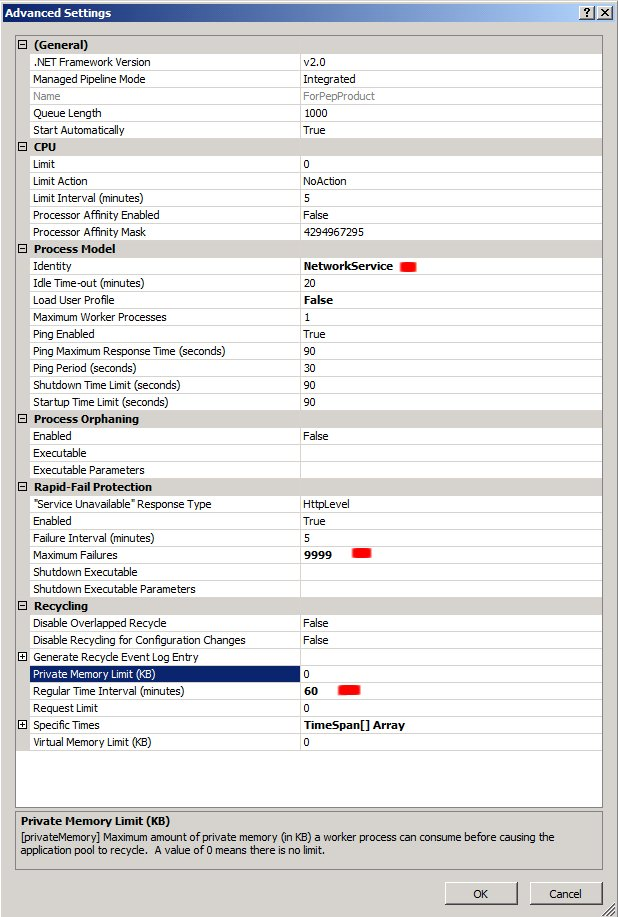 Advanced Settings
(General)
.NET Framework Version v2.0
Managed Pipeline Mode Integrated
Name ForPepProduct
Queue Length 1000
Start Automatically True
CPU
Limit 0
Limit Action NoAction
Limit Interval (minutes) 5
Processor Affinity Enabled False
Processor Affinity Mask 4294967295
Process Model
Identity NetworkService
Idle Time-out (minutes) 20
Load User Profile False
Maximum Worker Processes 1
Ping Enabled True
Ping Maximum Response Time (seconds) 90
Ping Period (seconds) 30
Shutdown Time Limit (seconds) 90
Startup Time Limit (seconds) 90
Process Orphaning
Enabled False
Executable
Executable Parameters
Rapid-Fail Protection
"Service Unavailable" Response Type HttpLevel
Enabled True
Failure Interval (minutes) 5
Maximum Failures 9999
Shutdown Executable
Shutdown Executable Parameters
Recycling
Disable Overlapped Recycle False
Disable Recycling for Configuration Changes False
Generate Recycle Event Log Entry
Private Memory Limit (KB) 0
Regular Time Interval (minutes) 60
Request Limit 0
Specific Times TimeSpan[] Array
Virtual Memory Limit (KB) 0
Private Memory Limit (KB)
[privateMemory] Maximum amount of private memory (in KB) a worker process can consume before causing the
application pool to recycle. A value of 0 means there is no limit.
OK Cancel